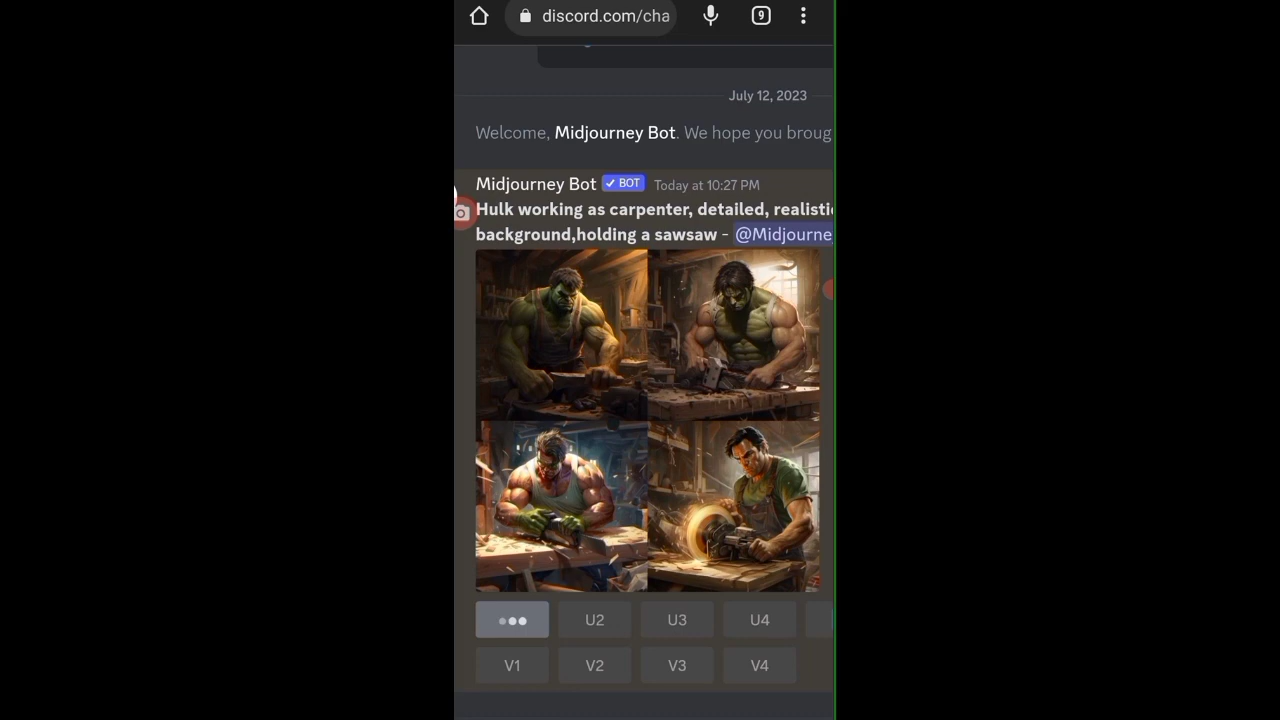 discord.com/cha
9
July 12, 2023
Welcome, Midjourney Bot. We hope you broug
Midjourney Bot BOT Today at 10:27 PM
Hulk working as carpenter, detailed, realistic
background,holding a sawsaw - @Midjourne
U2 U3 U4
V1 V2 V3 V4